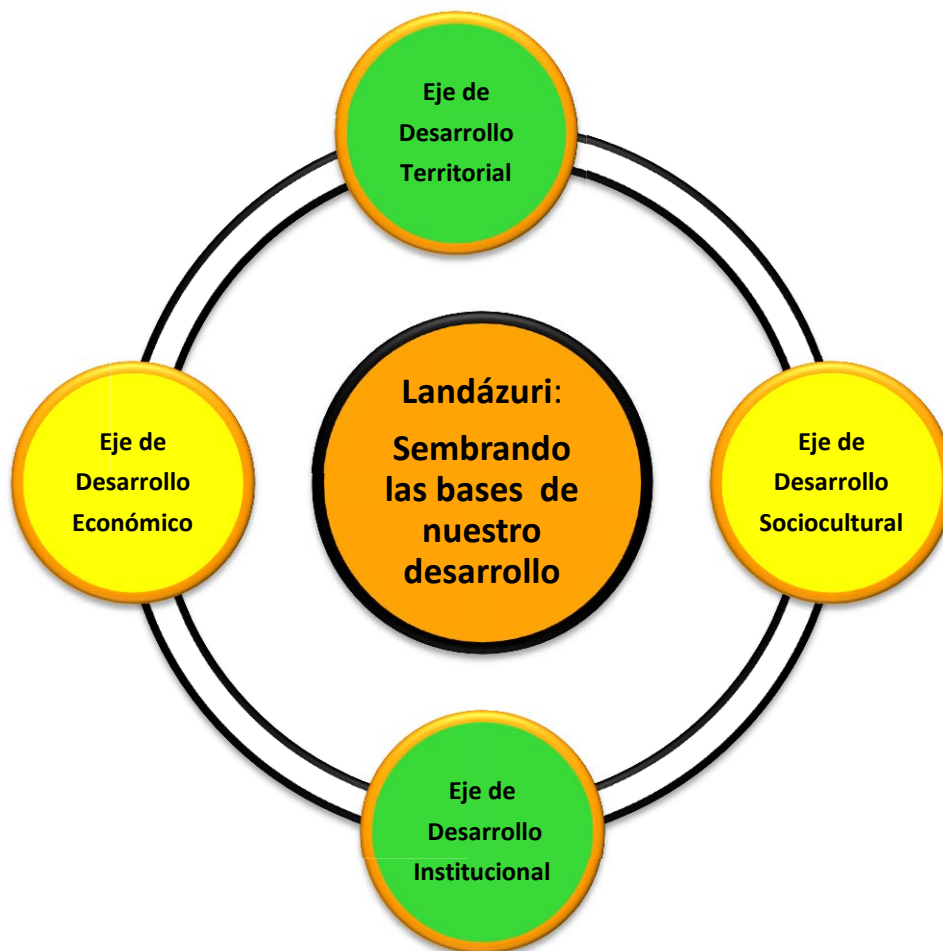 Eje de
Desarrollo
Territorial
Landázuri:
Sembrando
las bases de
nuestro
desarrollo
Eje de
Desarrollo
Económico
Eje de
Desarrollo
Sociocultural
Eje de
Desarrollo
Institucional